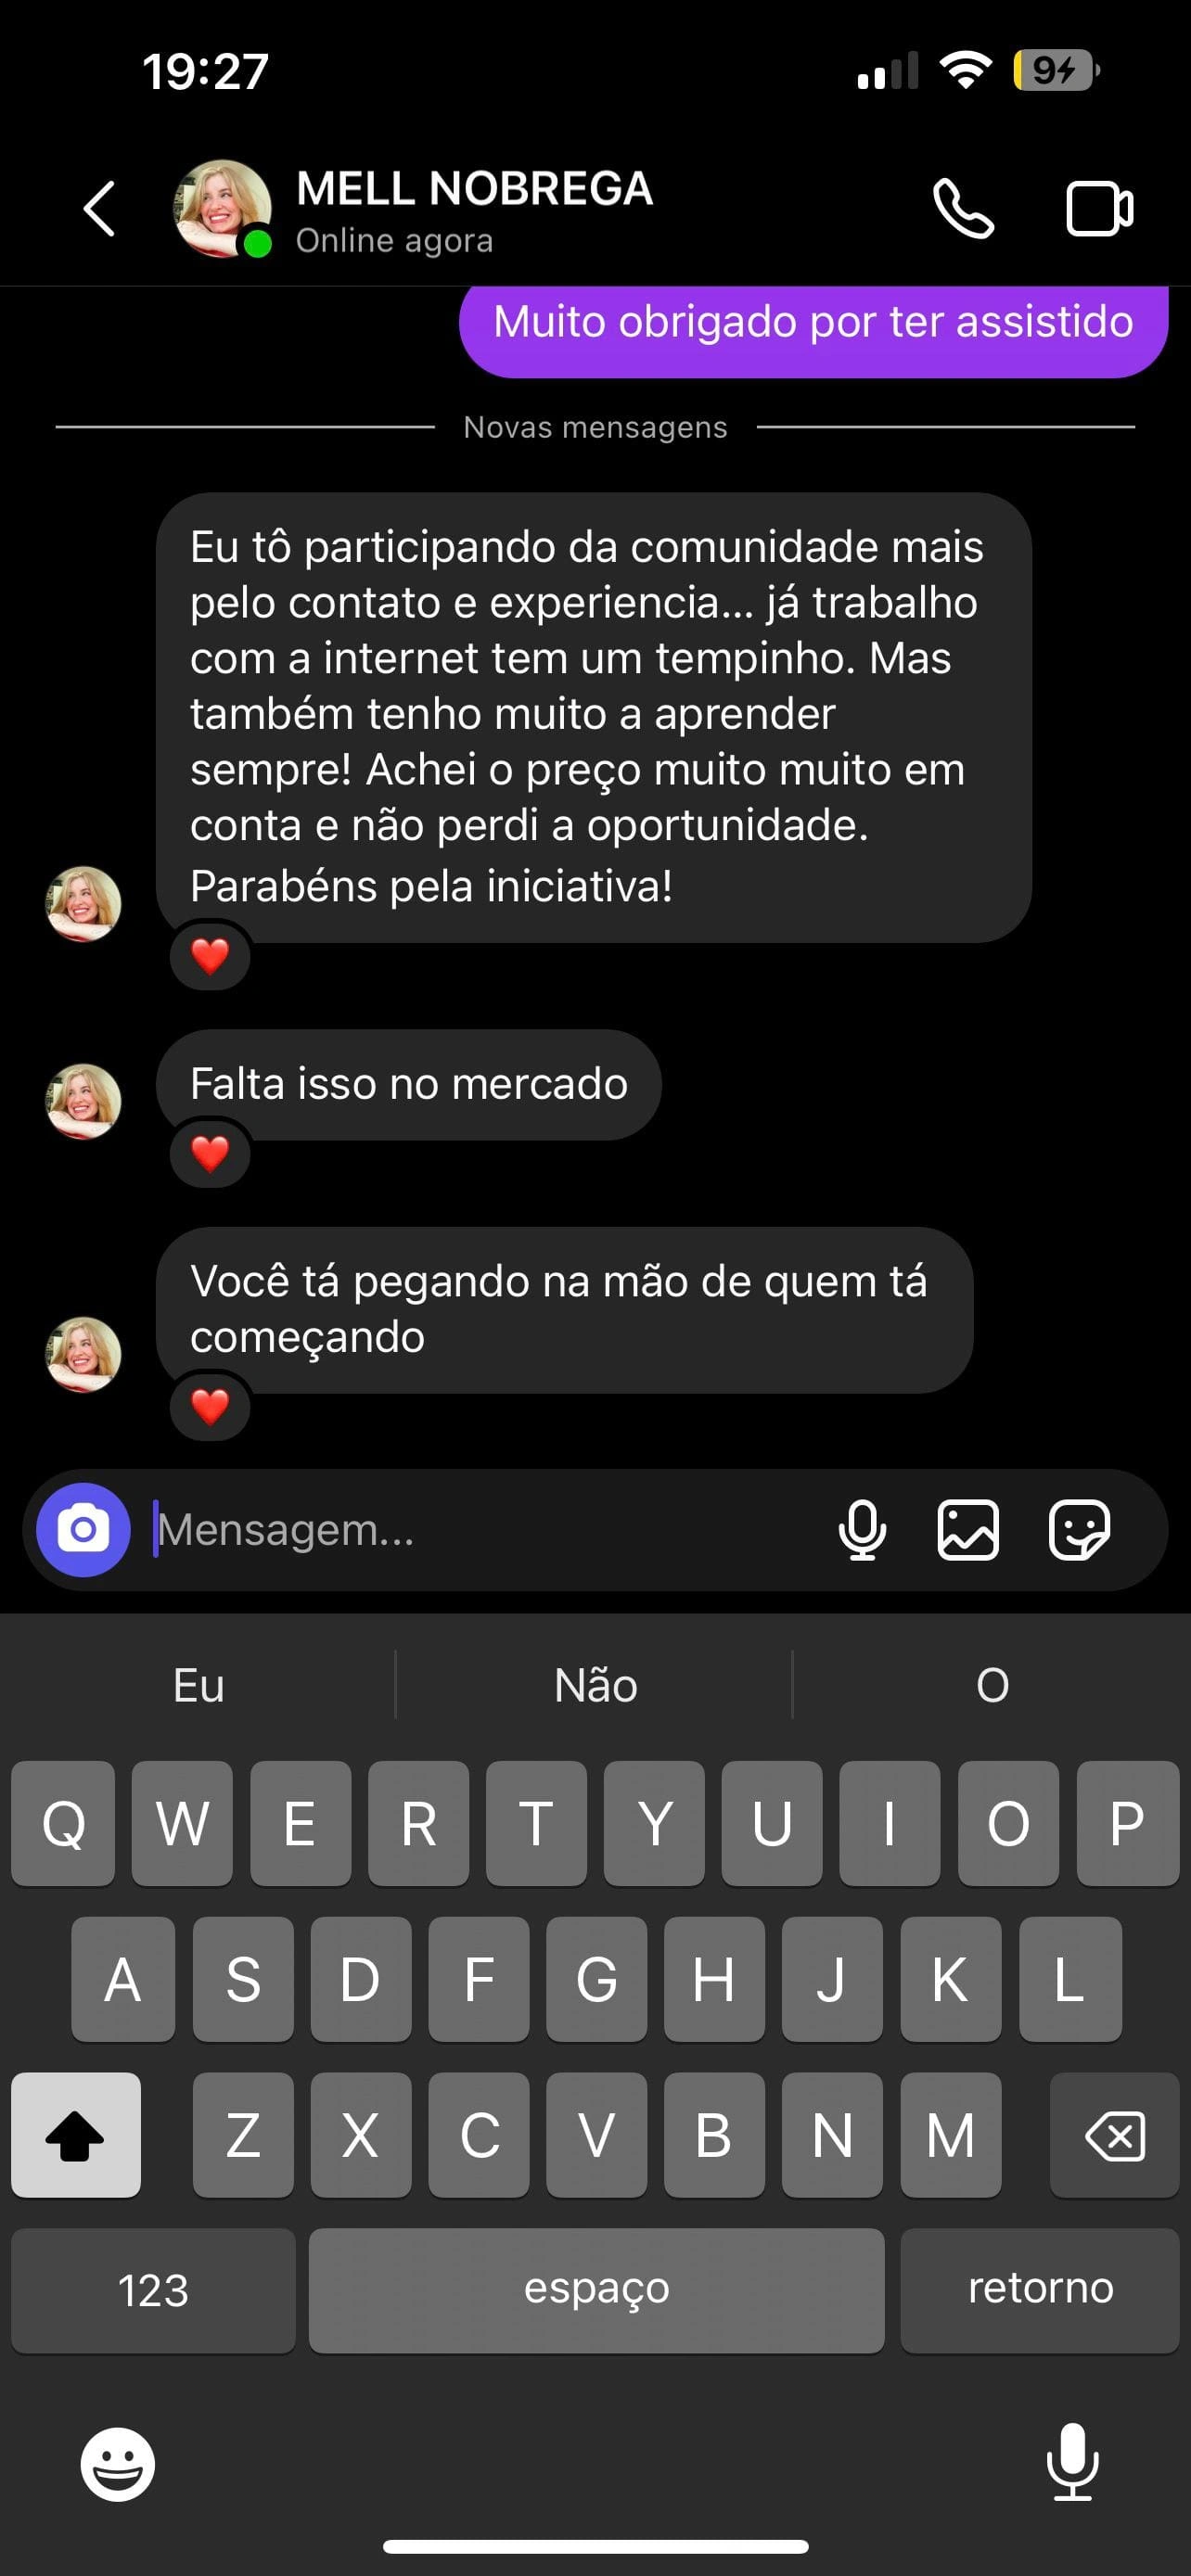 19:27
9
MELL NOBREGA
Online agora
Muito obrigado por ter assistido
Novas mensagens
Eu tô participando da comunidade mais
pelo contato e experiencia... já trabalho
com a internet tem um tempinho. Mas
também tenho muito a aprender
sempre! Achei o preço muito muito em
conta e não perdi a oportunidade.
Parabéns pela iniciativa!
Falta isso no mercado
Você tá pegando na mão de quem tá
começando
Mensagem...
Eu Não O
Q W E R T Y U I O P
A S D F G H J K L
Z X C V B N M
123 espaço retorno